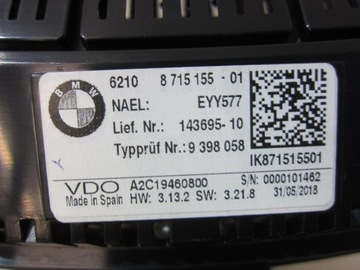 BMW
6210 8 715 155 - 01
NAEL: EYY577
Lief. Nr.: 143695-10
Typprüf Nr.: 9 398 058
IK871515501
VDO A2C19460800 S/N: 0000101462
Made in Spain HW: 3.13.2 SW: 3.21.8 31/05/2018